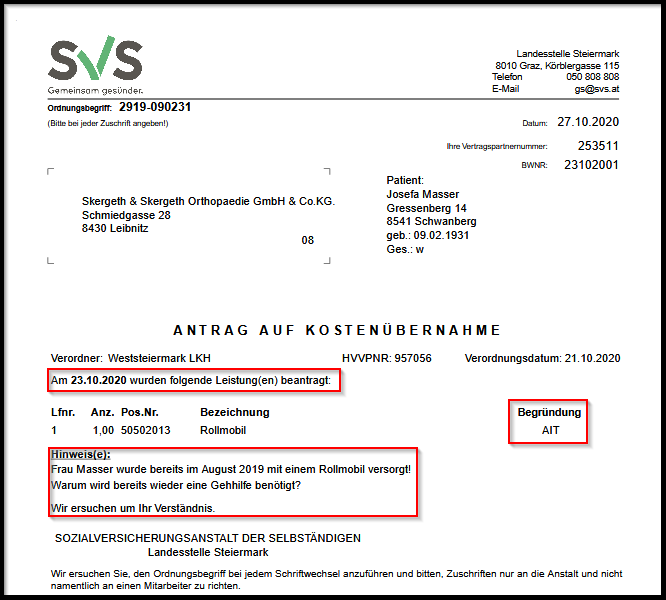 SVS
Gemeinsam gesünder.
Landesstelle Steiermark
8010 Graz, Körblergasse 115
Telefon 050 808 808
E-Mail gs@svs.at
Ordnungsbegriff: 2919-090231
(Bitte bei jeder Zuschrift angeben!)
Datum: 27.10.2020
Ihre Vertragspartnernummer: 253511
BWNR: 23102001
Skergeth & Skergeth Orthopaedie GmbH & Co.KG.
Schmiedgasse 28
8430 Leibnitz
08
Patient:
Josefa Masser
Gressenberg 14
8541 Schwanberg
geb.: 09.02.1931
Ges.: w
ANTRAG AUF KOSTENÜBERNAHME
Verordner: Weststeiermark LKH HVVPNR: 957056 Verordnungsdatum: 21.10.2020
Am 23.10.2020 wurden folgende Leistung(en) beantragt:
Lfnr. Anz. Pos.Nr. Bezeichnung Begründung
1 1,00 50502013 Rollmobil AIT
Hinweis(e):
Frau Masser wurde bereits im August 2019 mit einem Rollmobil versorgt!
Warum wird bereits wieder eine Gehhilfe benötigt?
Wir ersuchen um Ihr Verständnis.
SOZIALVERSICHERUNGSANSTALT DER SELBSTÄNDIGEN
Landesstelle Steiermark
Wir ersuchen Sie, den Ordnungsbegriff bei jedem Schriftwechsel anzuführen und bitten, Zuschriften nur an die Anstalt und nicht
namentlich an einen Mitarbeiter zu richten.